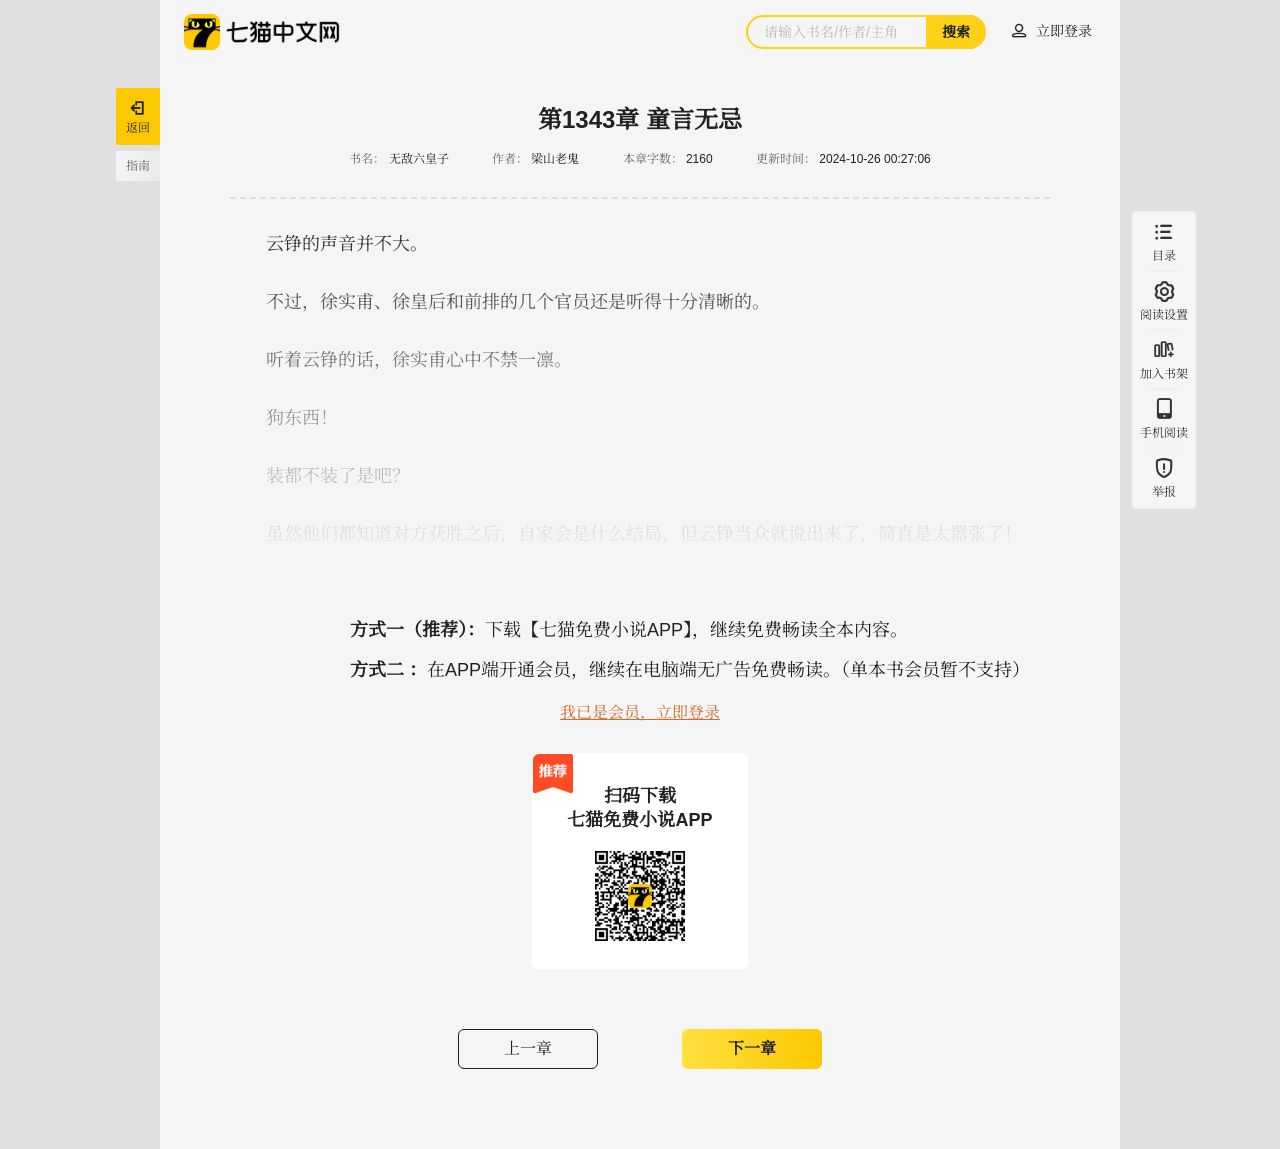 七猫中文网
请输入书名/作者/主角
搜索
立即登录
返回
指南
第1343章 童言无忌
书名： 无敌六皇子 作者： 梁山老鬼 本章字数： 2160 更新时间： 2024-10-26 00:27:06
云铮的声音并不大。
不过，徐实甫、徐皇后和前排的几个官员还是听得十分清晰的。
听着云铮的话，徐实甫心中不禁一凛。
狗东西！
装都不装了是吧？
虽然他们都知道对方获胜之后，自家会是什么结局，但云铮当众就说出来了，简直是太嚣张了！
目录
阅读设置
加入书架
手机阅读
举报
方式一（推荐）：下载【七猫免费小说APP】，继续免费畅读全本内容。
方式二 ：在APP端开通会员，继续在电脑端无广告免费畅读。（单本书会员暂不支持）
我已是会员，立即登录
推荐
扫码下载
七猫免费小说APP
上一章
下一章